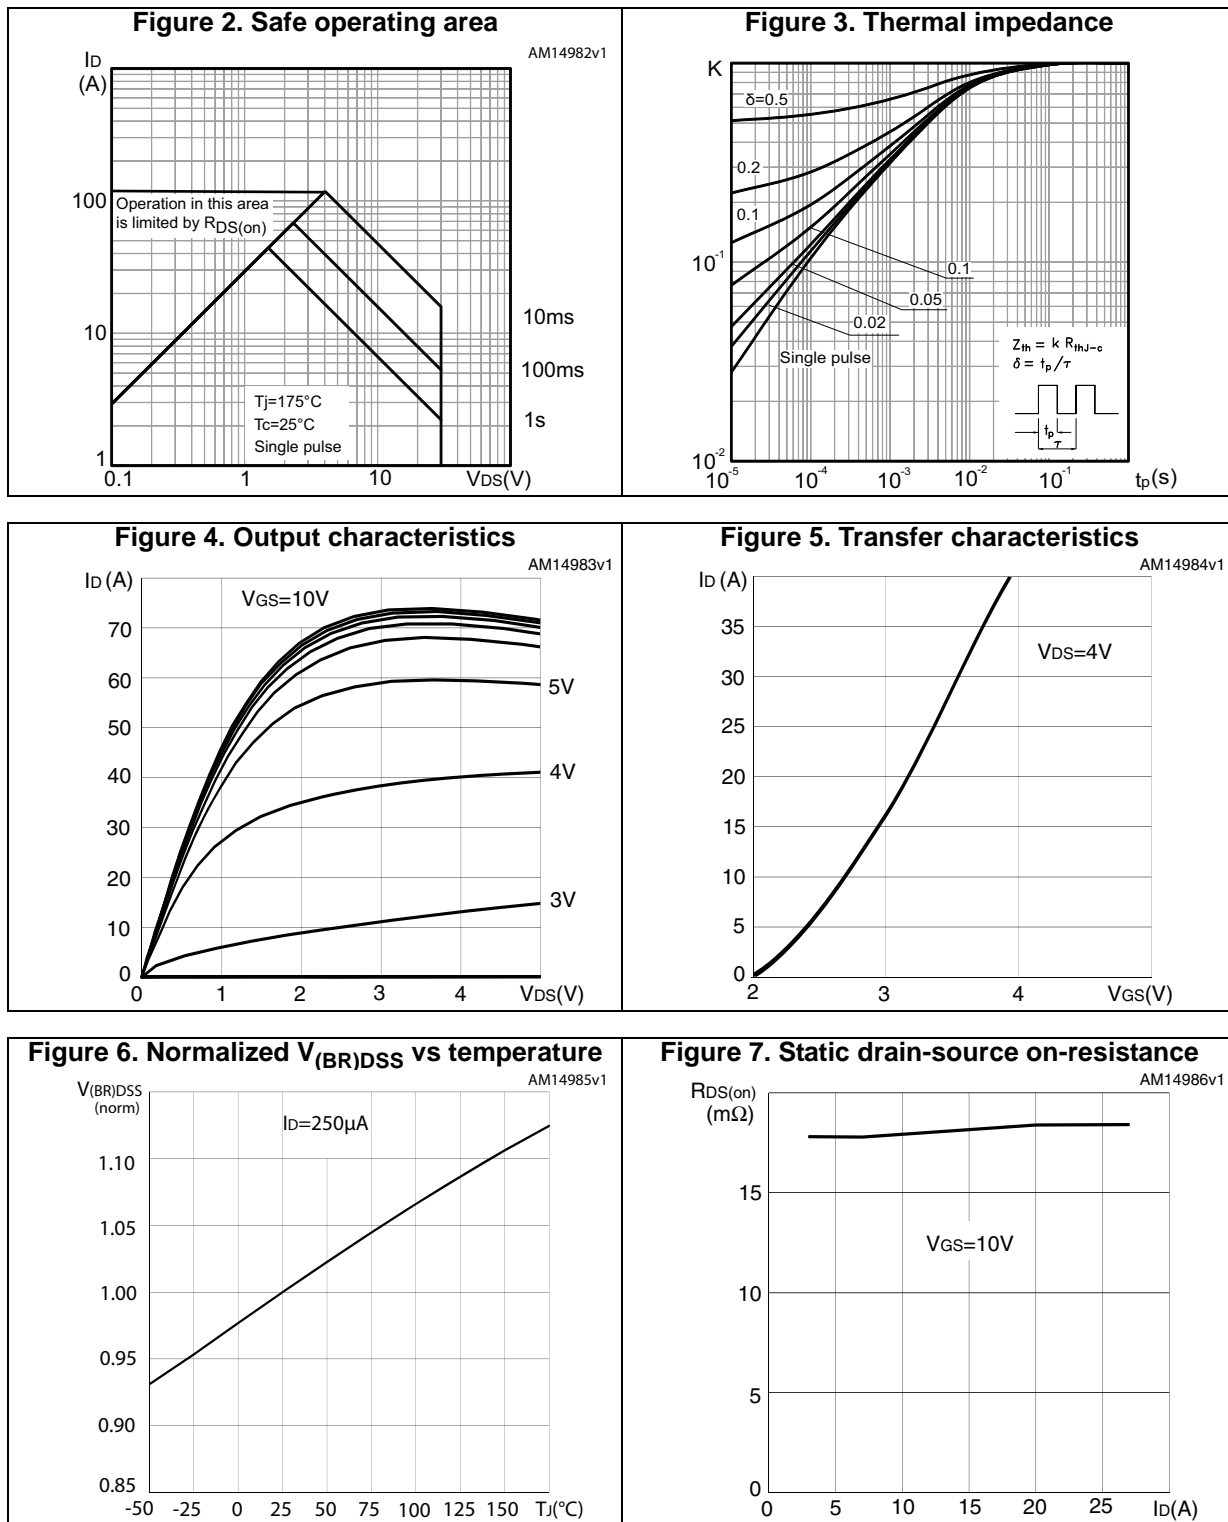 Figure 2. Safe operating area
AM14982v1
ID
(A)
100
Operation in this area
is limited by RDS(on)
10
10ms
100ms
Tj=175°C
Tc=25°C
Single pulse
1s
1
0.1 1 10 VDS(V)
Figure 3. Thermal impedance
K
δ=0.5
0.2
0.1
10-1
0.1
0.05
0.02
Single pulse
Zth = k RthJ-c
δ = tp/τ
tp
τ
10-2
10-5 10-4 10-3 10-2 10-1 tp(s)
Figure 4. Output characteristics
AM14983v1
ID (A)
VGS=10V
70
60
5V
50
40
4V
30
20
3V
10
0
0 1 2 3 4 VDS(V)
Figure 5. Transfer characteristics
AM14984v1
ID (A)
35
VDS=4V
30
25
20
15
10
5
0
2 3 4 VGS(V)
Figure 6. Normalized V(BR)DSS vs temperature
AM14985v1
V(BR)DSS
(norm)
ID=250µA
1.10
1.05
1.00
0.95
0.90
0.85
-50 -25 0 25 50 75 100 125 150 TJ(°C)
Figure 7. Static drain-source on-resistance
AM14986v1
RDS(on)
(mΩ)
15
VGS=10V
10
5
0
0 5 10 15 20 25 ID(A)